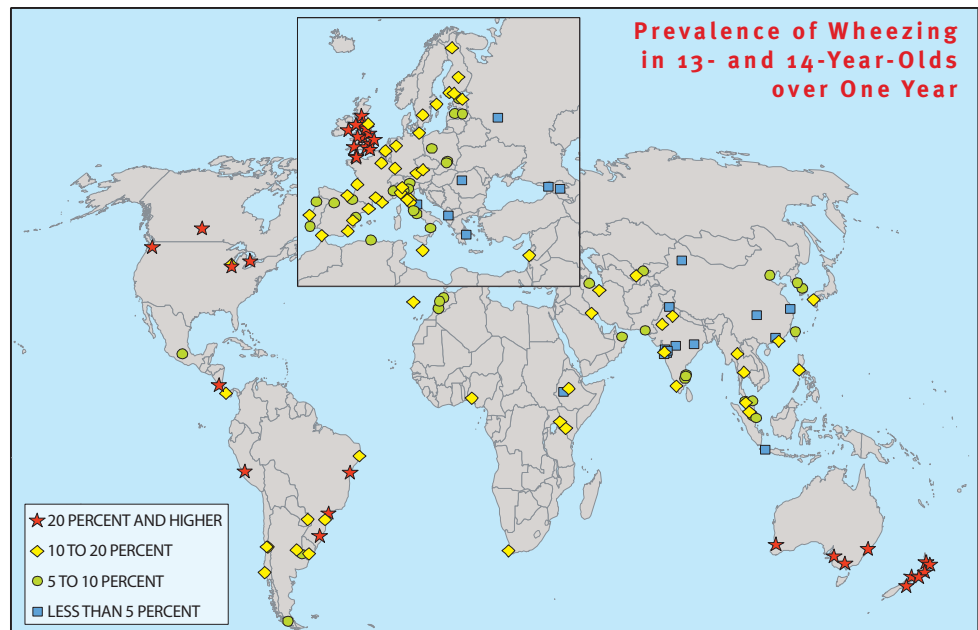 Prevalence of Wheezing
in 13- and 14-Year-Olds
over One Year
20 PERCENT AND HIGHER
10 TO 20 PERCENT
5 TO 10 PERCENT
LESS THAN 5 PERCENT